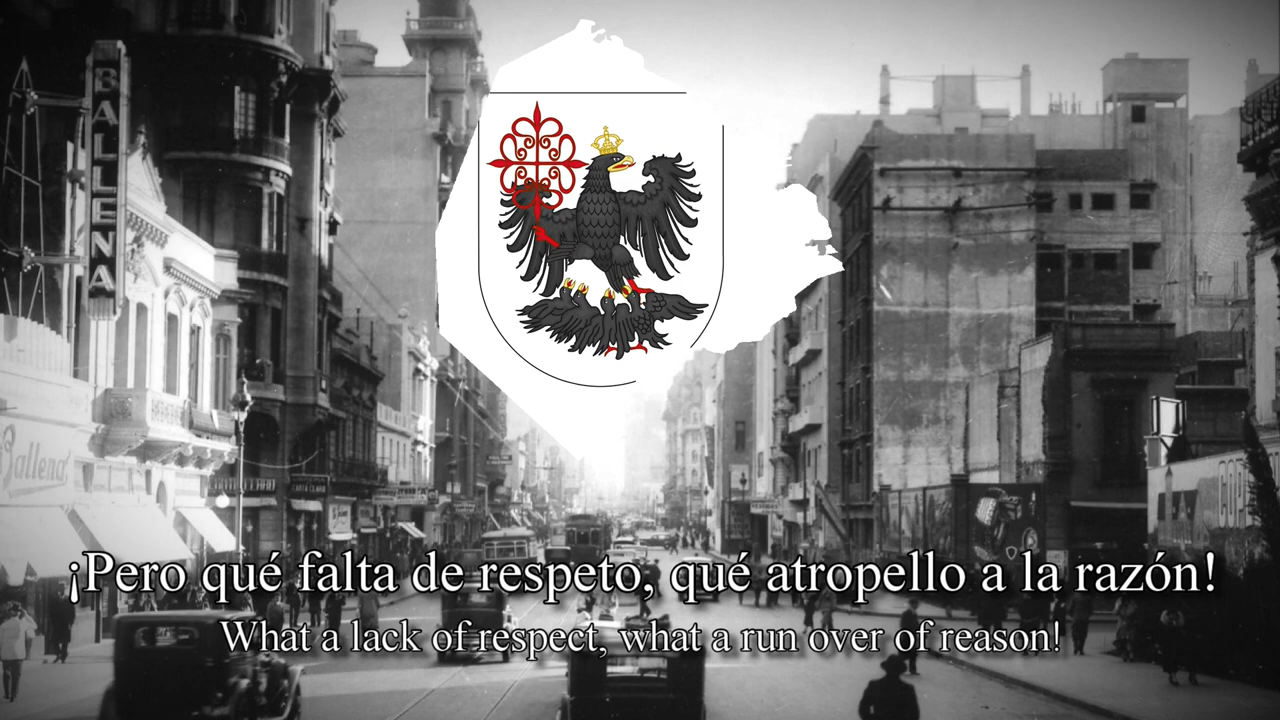 BALLENA
Ballena
¡Pero qué falta de respeto, qué atropello a la razón!
What a lack of respect, what a run over of reason!